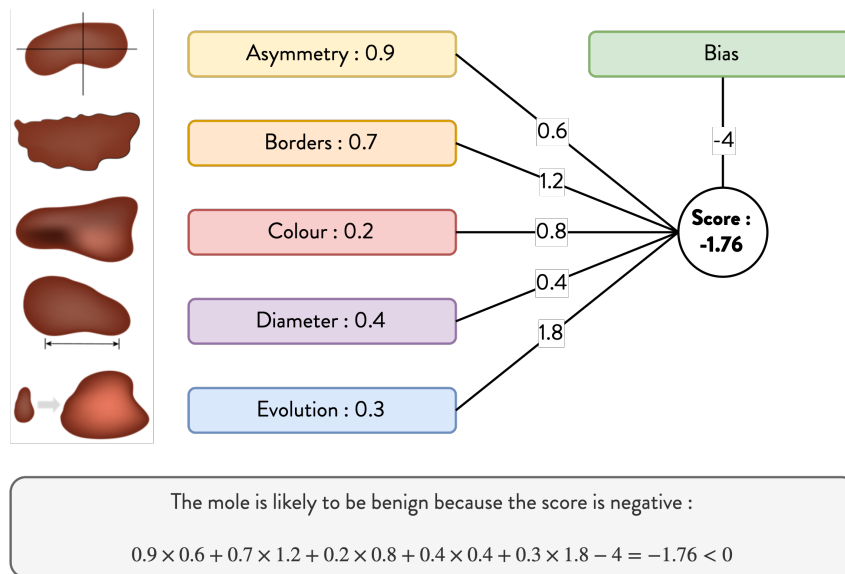 Asymmetry : 0.9
Bias
0.6
-4
Borders : 0.7
1.2
Colour : 0.2
0.8
Score :
-1.76
Diameter : 0.4
0.4
1.8
Evolution : 0.3
The mole is likely to be benign because the score is negative :
0.9 × 0.6 + 0.7 × 1.2 + 0.2 × 0.8 + 0.4 × 0.4 + 0.3 × 1.8 − 4 = −1.76 < 0